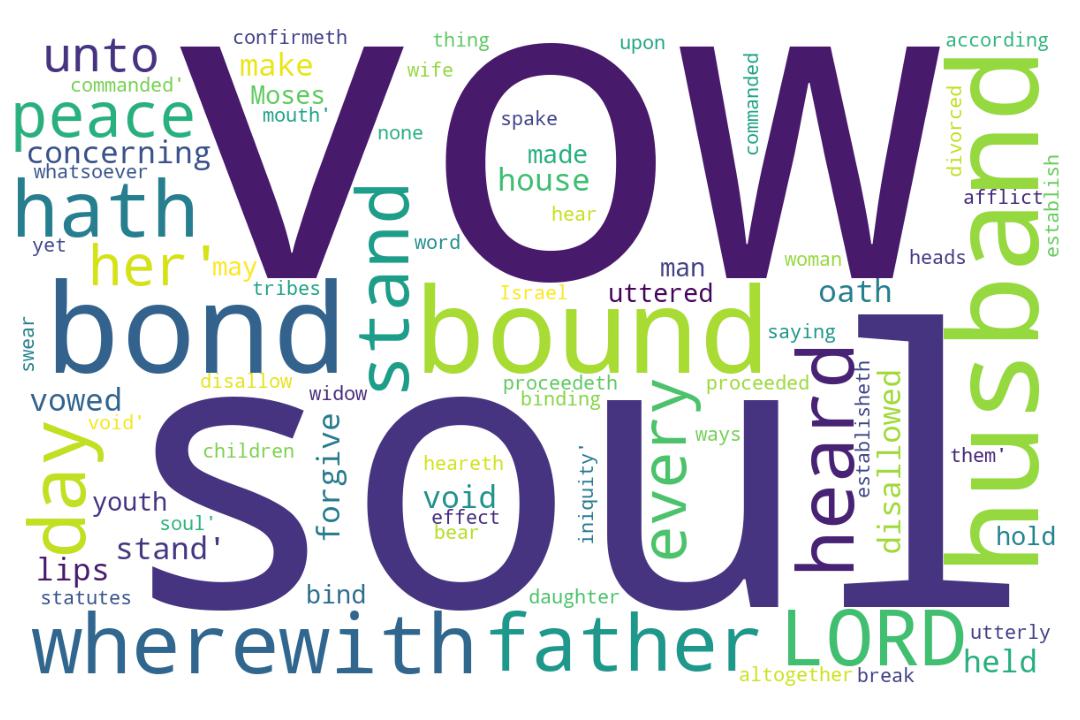 confirmeth
thing
upon
according
unto
make
wife
vow
commanded'
Moses
commanded
divorced
husband
peace
mouth'
none
spake
made
house
concerning
whatsoever
hath
stand
hear
afflict
establish
yet
her'
may
word
man
woman
heads
tribes
bond
Israel
uttered
oath
bound
swear
saying
soul
disallow
widow
proceedeth
proceeded
heard
establisheth
disallowed
vowed
binding
void'
day
forgive
every
ways
children
heareth
iniquity'
them'
youth
void
soul'
effect
bear
stand'
hold
lips
statutes
bind
daughter
wherewith
father
LORD
utterly
held
altogether
break